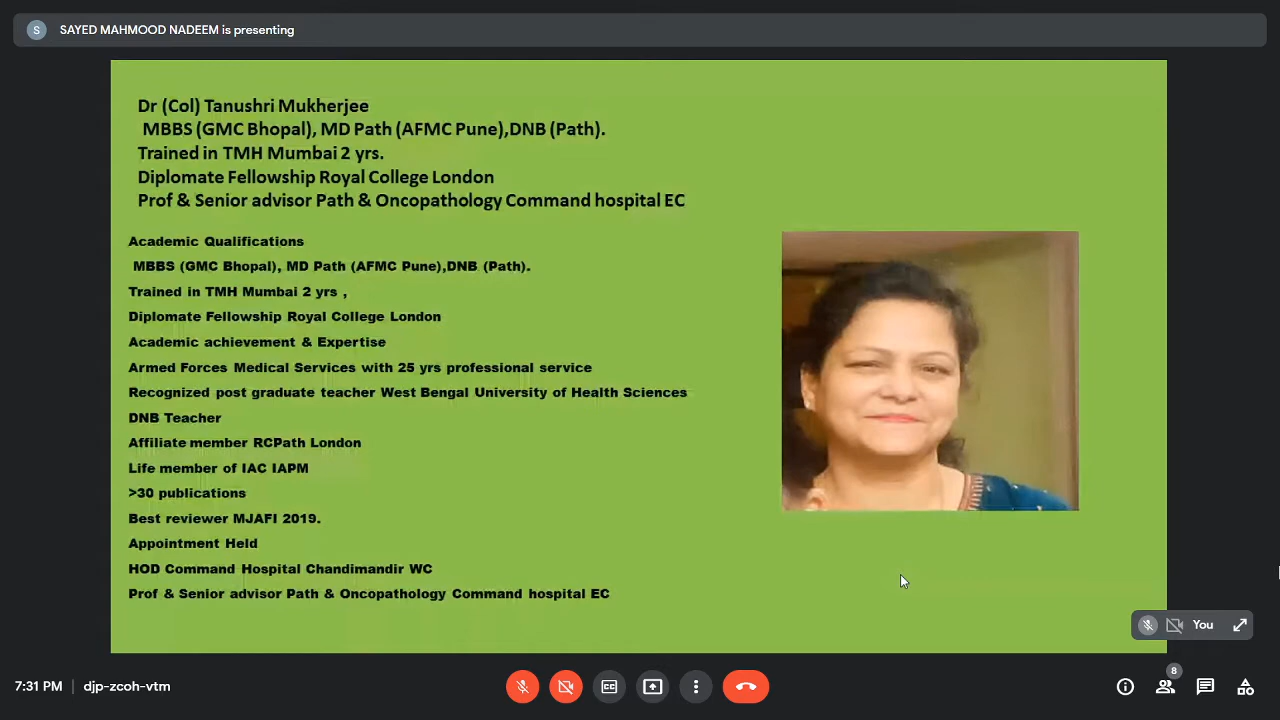 S SAYED MAHMOOD NADEEM is presenting
Dr (Col) Tanushri Mukherjee
MBBS (GMC Bhopal), MD Path (AFMC Pune),DNB (Path).
Trained in TMH Mumbai 2 yrs.
Diplomate Fellowship Royal College London
Prof & Senior advisor Path & Oncopathology Command hospital EC
Academic Qualifications
MBBS (GMC Bhopal), MD Path (AFMC Pune),DNB (Path).
Trained in TMH Mumbai 2 yrs ,
Diplomate Fellowship Royal College London
Academic achievement & Expertise
Armed Forces Medical Services with 25 yrs professional service
Recognized post graduate teacher West Bengal University of Health Sciences
DNB Teacher
Affiliate member RCPath London
Life member of IAC IAPM
>30 publications
Best reviewer MJAFI 2019.
Appointment Held
HOD Command Hospital Chandimandir WC
Prof & Senior advisor Path & Oncopathology Command hospital EC
You
7:31 PM | djp-zcoh-vtm
CC
8